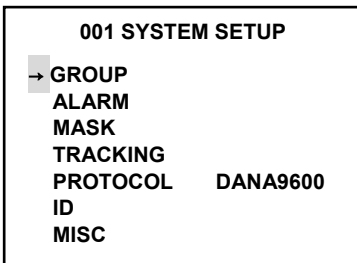 001 SYSTEM SETUP
→ GROUP
ALARM
MASK
TRACKING
PROTOCOL DANA9600
ID
MISC